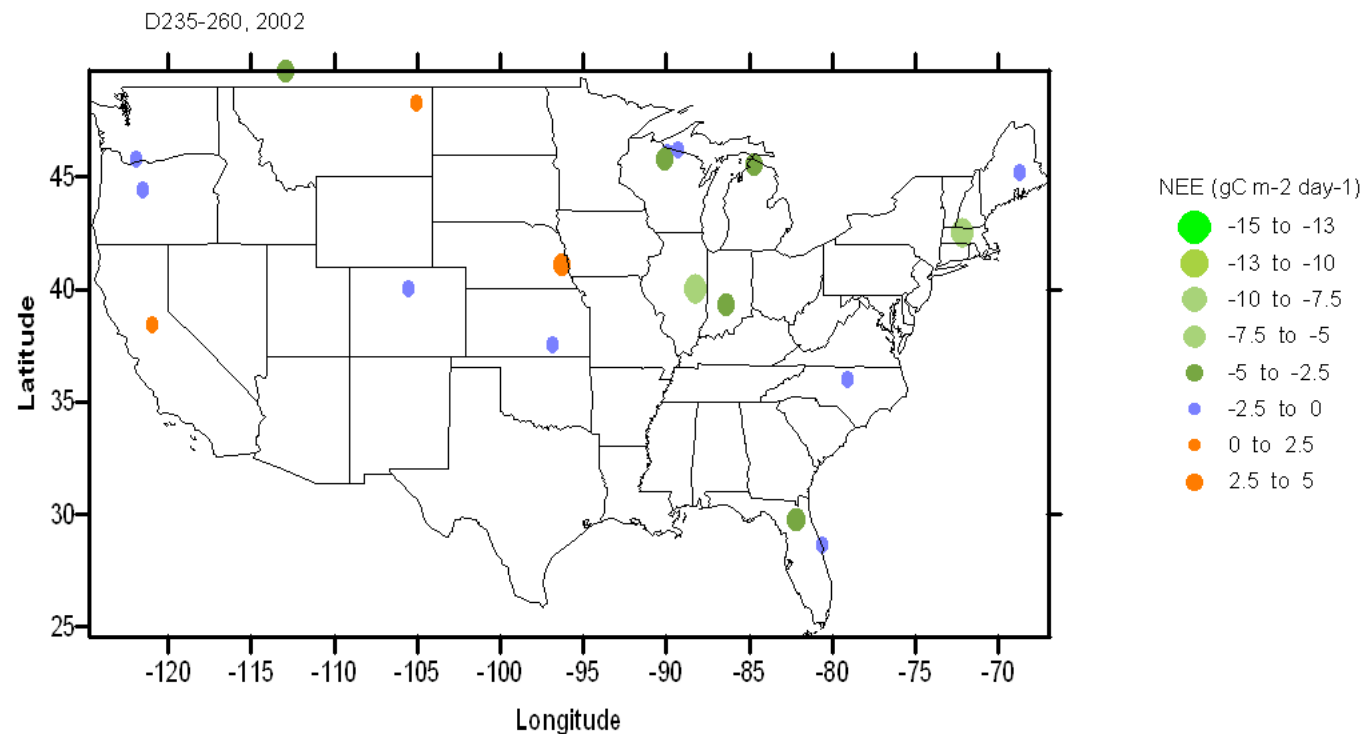 D235-260, 2002
NEE (gC m-2 day-1)
-15 to -13
-13 to -10
-10 to -7.5
-7.5 to -5
-5 to -2.5
-2.5 to 0
0 to 2.5
2.5 to 5
Latitude
45
40
35
30
25
-120 -115 -110 -105 -100 -95 -90 -85 -80 -75 -70
Longitude